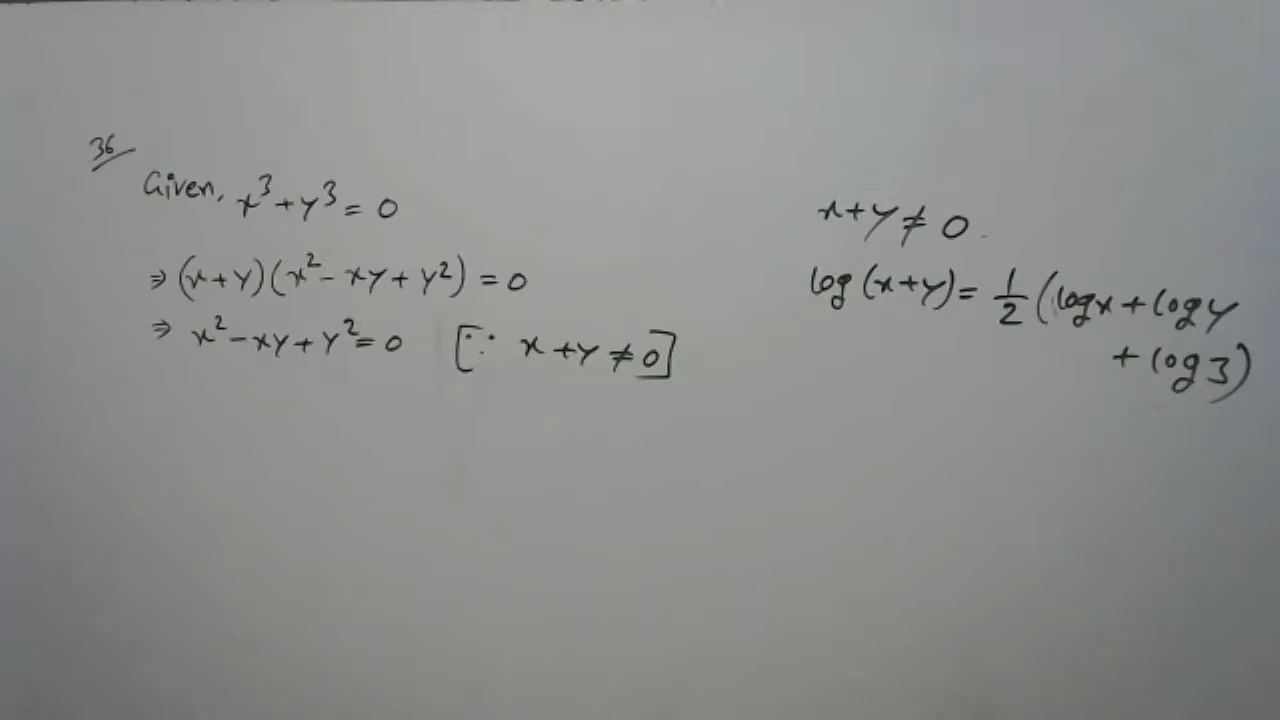 36
Given, x³ + y³ = 0
⇒ (x+y)(x² - xy + y²) = 0
⇒ x² - xy + y² = 0 [∵ x + y ≠ 0]
x + y ≠ 0
log (x+y) = 1/2 (log x + log y
+ log 3)